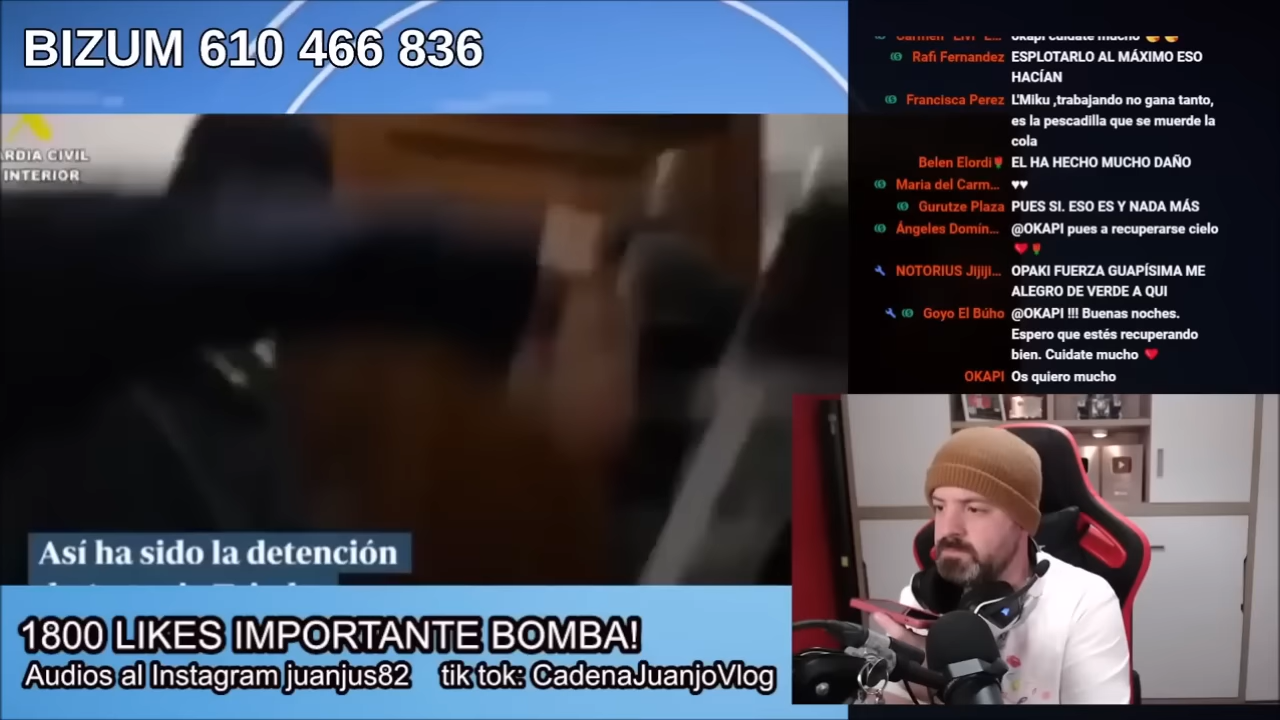 BIZUM 610 466 836
RDIA CIVIL
INTERIOR
Así ha sido la detención
1800 LIKES IMPORTANTE BOMBA!
Audios al Instagram juanjus82 tik tok: CadenaJuanjoVlog
okapi cuidate mucho
Rafi Fernandez ESPLOTARLO AL MÁXIMO ESO
HACÍAN
Francisca Perez L'Miku ,trabajando no gana tanto,
es la pescadilla que se muerde la
cola
Belen Elordi🌹 EL HA HECHO MUCHO DAÑO
Maria del Carm... ♥♥
Gurutze Plaza PUES SI. ESO ES Y NADA MÁS
Ángeles Domín... @OKAPI pues a recuperarse cielo
❤️🌹
NOTORIUS Jijiji... OPAKI FUERZA GUAPÍSIMA ME
ALEGRO DE VERDE A QUI
Goyo El Búho @OKAPI !!! Buenas noches.
Espero que estés recuperando
bien. Cuidate mucho ❤️
OKAPI Os quiero mucho